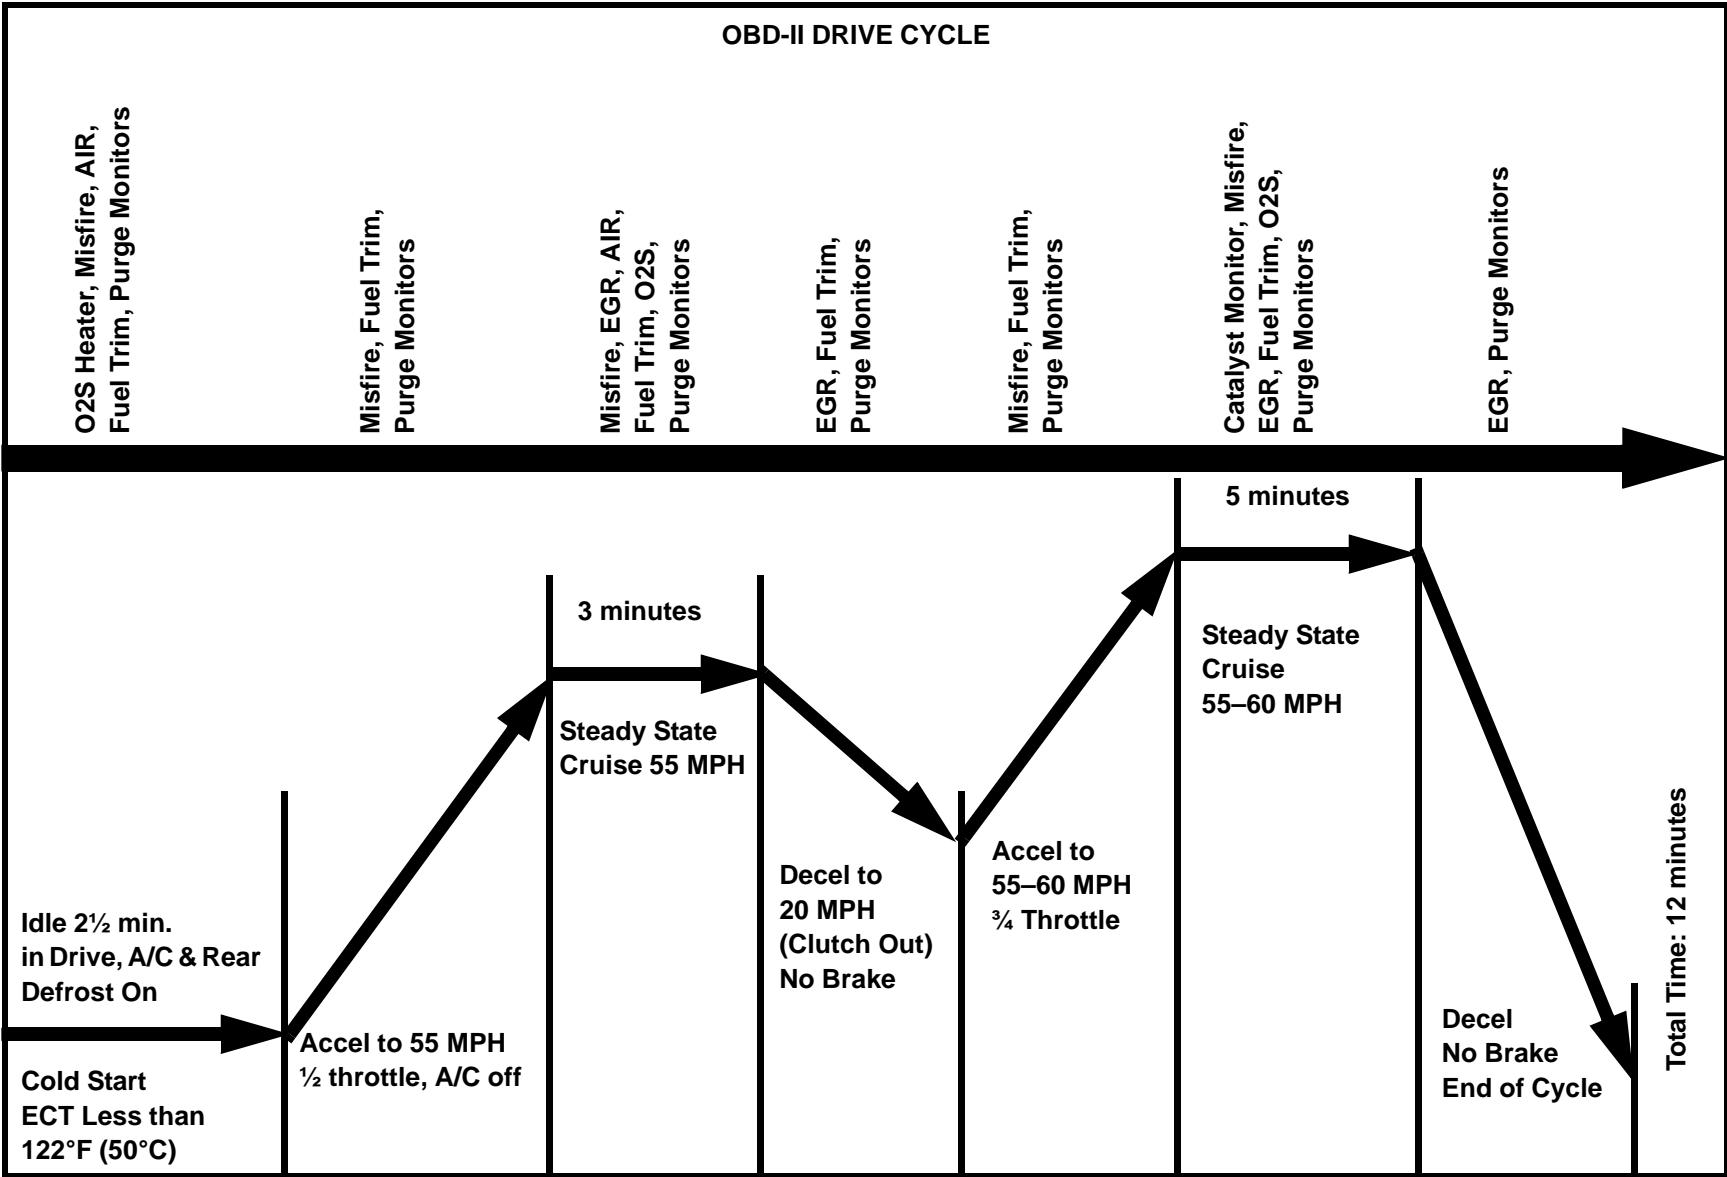 OBD-II DRIVE CYCLE
O2S Heater, Misfire, AIR,
Fuel Trim, Purge Monitors
Misfire, Fuel Trim,
Purge Monitors
Misfire, EGR, AIR,
Fuel Trim, O2S,
Purge Monitors
EGR, Fuel Trim,
Purge Monitors
Misfire, Fuel Trim,
Purge Monitors
Catalyst Monitor, Misfire,
EGR, Fuel Trim, O2S,
Purge Monitors
EGR, Purge Monitors
Idle 2½ min.
in Drive, A/C & Rear
Defrost On
Cold Start
ECT Less than
122°F (50°C)
Accel to 55 MPH
½ throttle, A/C off
3 minutes
Steady State
Cruise 55 MPH
Decel to
20 MPH
(Clutch Out)
No Brake
Accel to
55–60 MPH
¾ Throttle
5 minutes
Steady State
Cruise
55–60 MPH
Decel
No Brake
End of Cycle
Total Time: 12 minutes